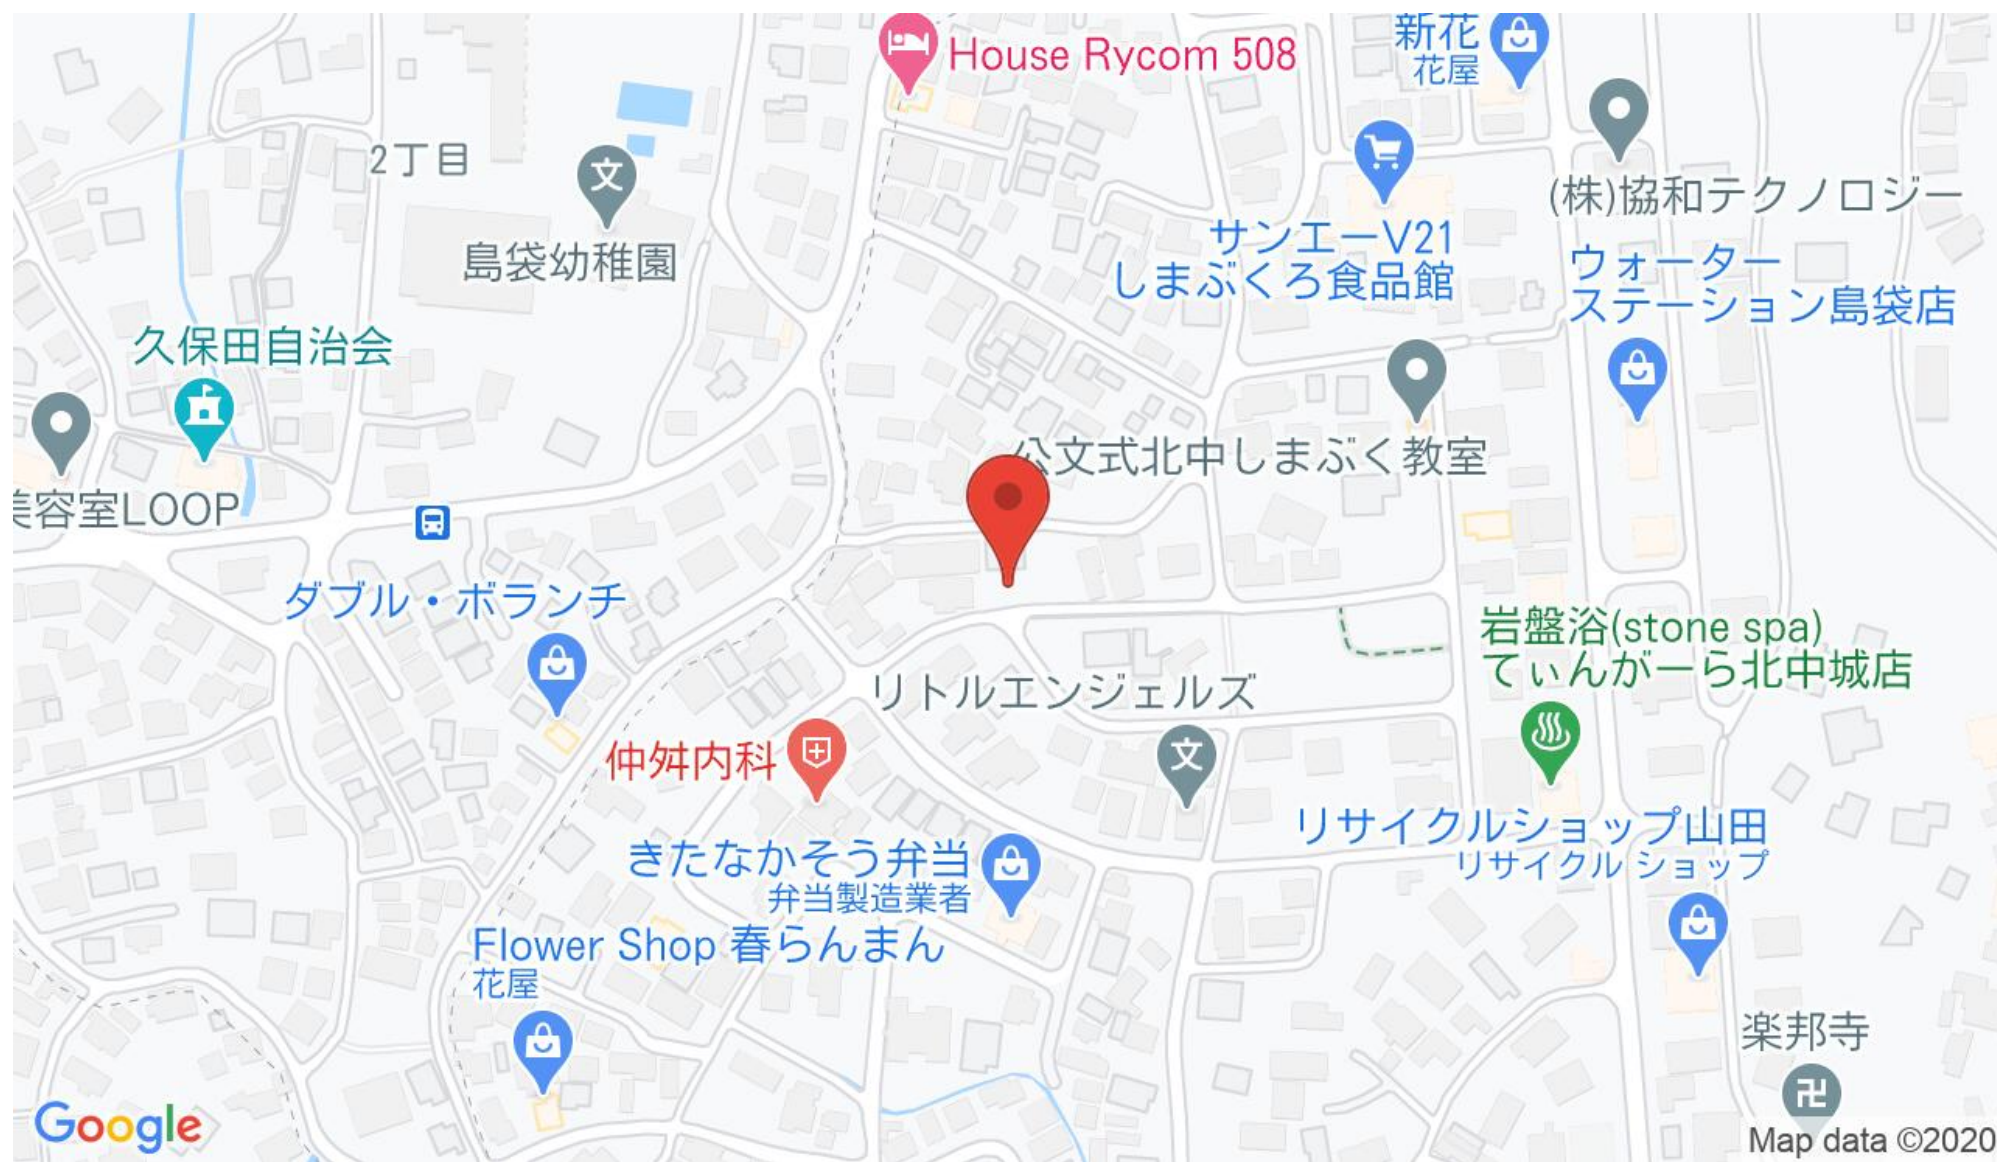 新花
花屋
House Rycom 508
2丁目
島袋幼稚園
(株)協和テクノロジー
サンエーV21
しまぶくろ食品館
ウォーター
ステーション島袋店
久保田自治会
公文式北中しまぶく教室
美容室LOOP
ダブル・ボランチ
岩盤浴(stone spa)
てぃんがーら北中城店
リトルエンジェルズ
仲舛内科
リサイクルショップ山田
リサイクル ショップ
きたなかそう弁当
弁当製造業者
Flower Shop 春らんまん
花屋
楽邦寺
Google
Map data ©2020